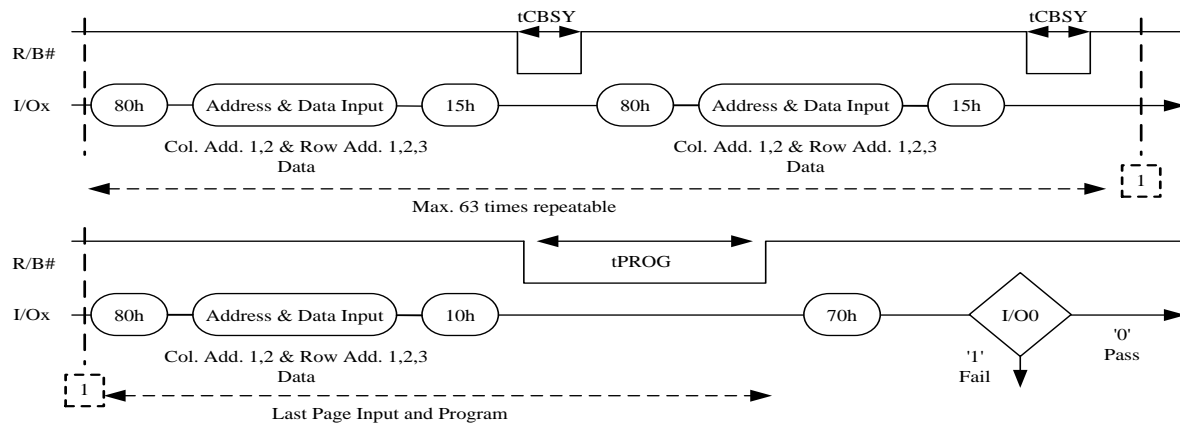 tCBSY tCBSY
R/B#
I/Ox 80h Address & Data Input 15h 80h Address & Data Input 15h
Col. Add. 1,2 & Row Add. 1,2,3 Col. Add. 1,2 & Row Add. 1,2,3
Data Data
1
Max. 63 times repeatable
R/B#
tPROG
I/Ox 80h Address & Data Input 10h 70h I/O0
'0'
Pass
Col. Add. 1,2 & Row Add. 1,2,3 '1'
Data Fail
1
Last Page Input and Program